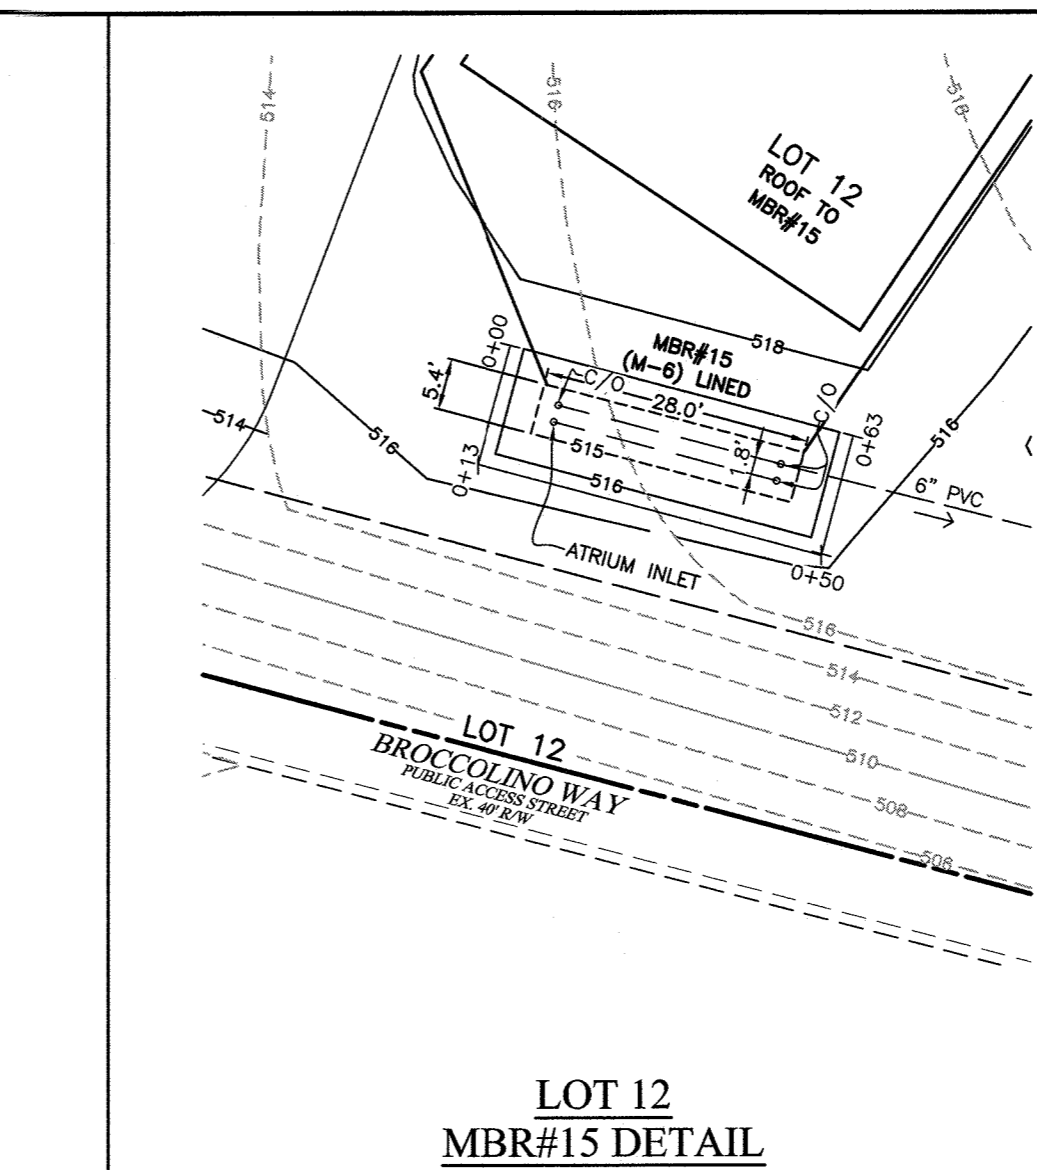 514
516
518
LOT 12
ROOF TO
MBR#15
0+00
MBR#15
(M-6) LINED
518
5.4'
C/O
28.0'
C/O
514
516
0+13
515
516
1.8'
0+63
516
6" PVC
ATRIUM INLET
0+50
516
514
512
510
508
506
LOT 12
BROCCOLINO WAY
PUBLIC ACCESS STREET
EX. 40' R/W
LOT 12
MBR#15 DETAIL